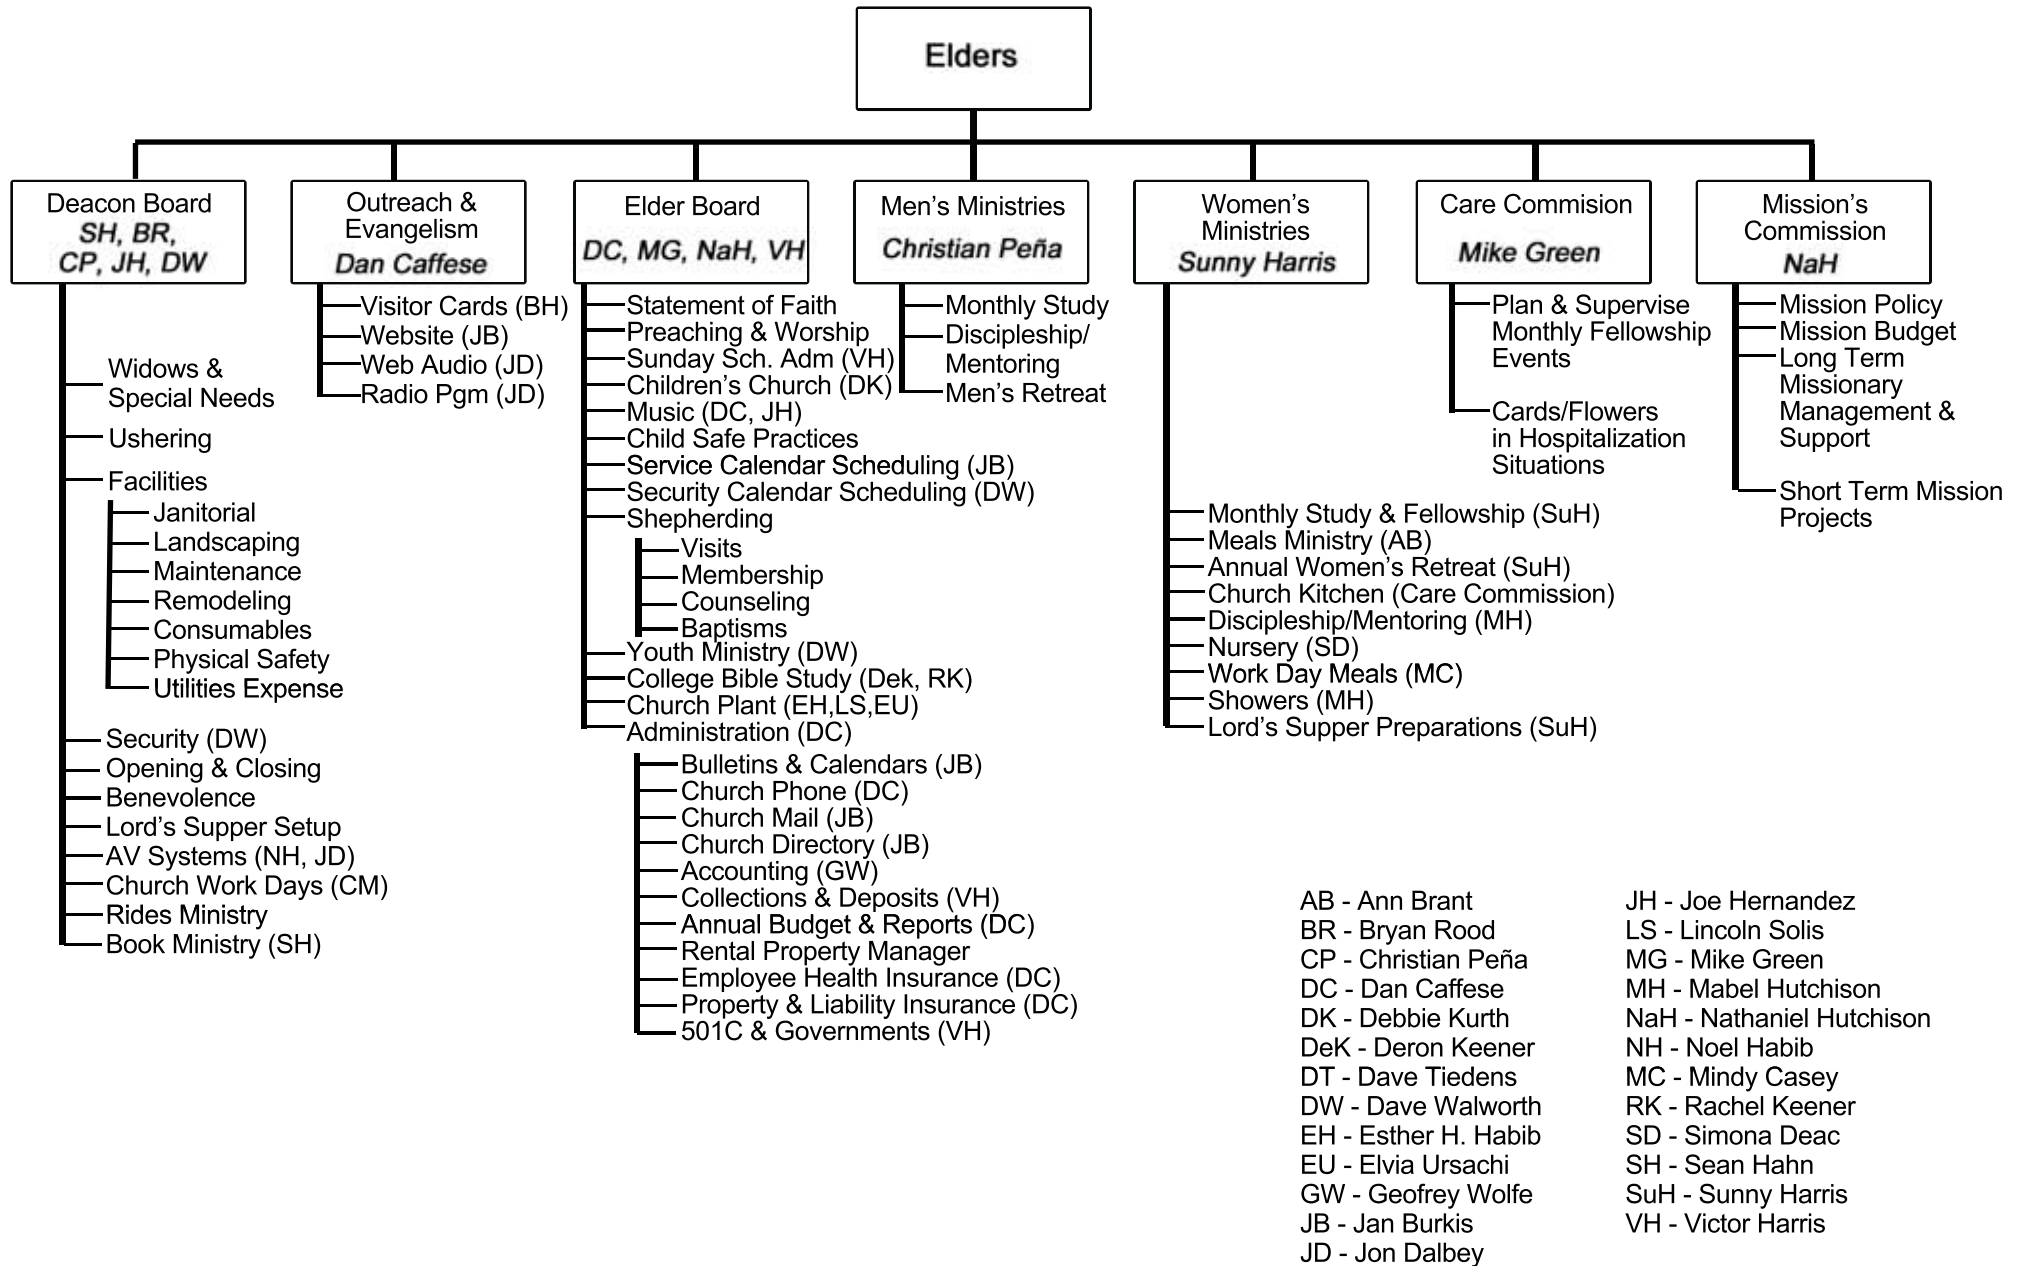 Elders
Deacon Board
SH, BR,
CP, JH, DW
Widows &
Special Needs
Ushering
Facilities
Janitorial
Landscaping
Maintenance
Remodeling
Consumables
Physical Safety
Utilities Expense
Security (DW)
Opening & Closing
Benevolence
Lord’s Supper Setup
AV Systems (NH, JD)
Church Work Days (CM)
Rides Ministry
Book Ministry (SH)
Outreach &
Evangelism
Dan Caffese
Visitor Cards (BH)
Website (JB)
Web Audio (JD)
Radio Pgm (JD)
Elder Board
DC, MG, NaH, VH
Statement of Faith
Preaching & Worship
Sunday Sch. Adm (VH)
Children’s Church (DK)
Music (DC, JH)
Child Safe Practices
Service Calendar Scheduling (JB)
Security Calendar Scheduling (DW)
Shepherding
Visits
Membership
Counseling
Baptisms
Youth Ministry (DW)
College Bible Study (Dek, RK)
Church Plant (EH,LS,EU)
Administration (DC)
Bulletins & Calendars (JB)
Church Phone (DC)
Church Mail (JB)
Church Directory (JB)
Accounting (GW)
Collections & Deposits (VH)
Annual Budget & Reports (DC)
Rental Property Manager
Employee Health Insurance (DC)
Property & Liability Insurance (DC)
501C & Governments (VH)
Men’s Ministries
Christian Peña
Monthly Study
Discipleship/
Mentoring
Men’s Retreat
Women’s
Ministries
Sunny Harris
Monthly Study & Fellowship (SuH)
Meals Ministry (AB)
Annual Women’s Retreat (SuH)
Church Kitchen (Care Commission)
Discipleship/Mentoring (MH)
Nursery (SD)
Work Day Meals (MC)
Showers (MH)
Lord’s Supper Preparations (SuH)
Care Commision
Mike Green
Plan & Supervise
Monthly Fellowship
Events
Cards/Flowers
in Hospitalization
Situations
Mission’s
Commission
NaH
Mission Policy
Mission Budget
Long Term
Missionary
Management &
Support
Short Term Mission
Projects
AB - Ann Brant
BR - Bryan Rood
CP - Christian Peña
DC - Dan Caffese
DK - Debbie Kurth
DeK - Deron Keener
DT - Dave Tiedens
DW - Dave Walworth
EH - Esther H. Habib
EU - Elvia Ursachi
GW - Geofrey Wolfe
JB - Jan Burkis
JD - Jon Dalbey
JH - Joe Hernandez
LS - Lincoln Solis
MG - Mike Green
MH - Mabel Hutchison
NaH - Nathaniel Hutchison
NH - Noel Habib
MC - Mindy Casey
RK - Rachel Keener
SD - Simona Deac
SH - Sean Hahn
SuH - Sunny Harris
VH - Victor Harris